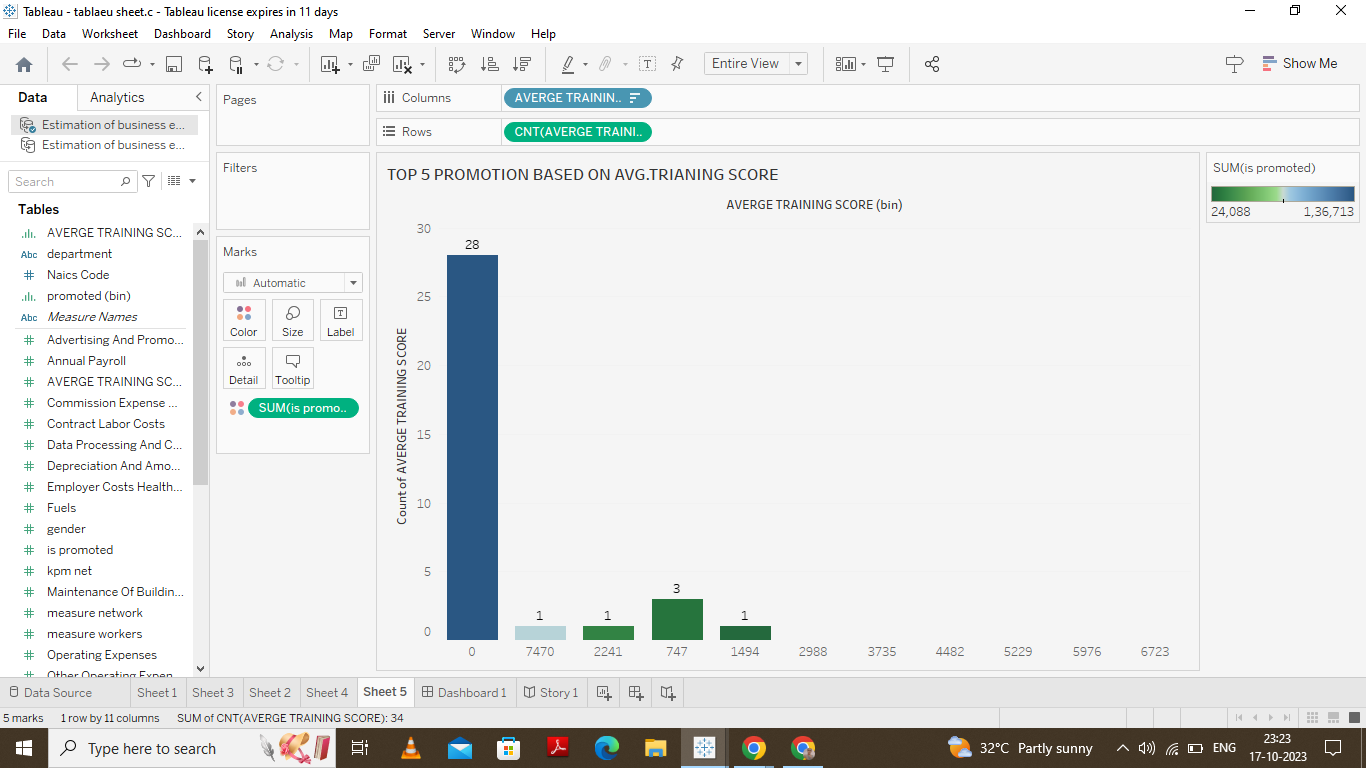 Tableau - tablaeu sheet.c - Tableau license expires in 11 days
File Data Worksheet Dashboard Story Analysis Map Format Server Window Help
Entire View
Show Me
Data Analytics
Estimation of business e...
Estimation of business e...
Search
Tables
AVERGE TRAINING SC...
department
Naics Code
promoted (bin)
Measure Names
Advertising And Promo...
Annual Payroll
AVERGE TRAINING SC...
Commission Expense ...
Contract Labor Costs
Data Processing And C...
Depreciation And Amo...
Employer Costs Health...
Fuels
gender
is promoted
kpm net
Maintenance Of Buildin...
measure network
measure workers
Operating Expenses
Other Operating Expen
Abc
Abc
Pages
Filters
Marks
Automatic
Color Size Label
Detail Tooltip
SUM(is promo..
Columns AVERGE TRAININ..
Rows CNT(AVERGE TRAINI..
TOP 5 PROMOTION BASED ON AVG.TRIANING SCORE
AVERGE TRAINING SCORE (bin)
Count of AVERGE TRAINING SCORE
30
25
20
15
10
5
0
28
1
1
3
1
0 7470 2241 747 1494 2988 3735 4482 5229 5976 6723
SUM(is promoted)
24,088 1,36,713
Data Source Sheet 1 Sheet 3 Sheet 2 Sheet 4 Sheet 5 Dashboard 1 Story 1
5 marks 1 row by 11 columns SUM of CNT(AVERGE TRAINING SCORE): 34
Type here to search
32°C Partly sunny
ENG
23:23
17-10-2023